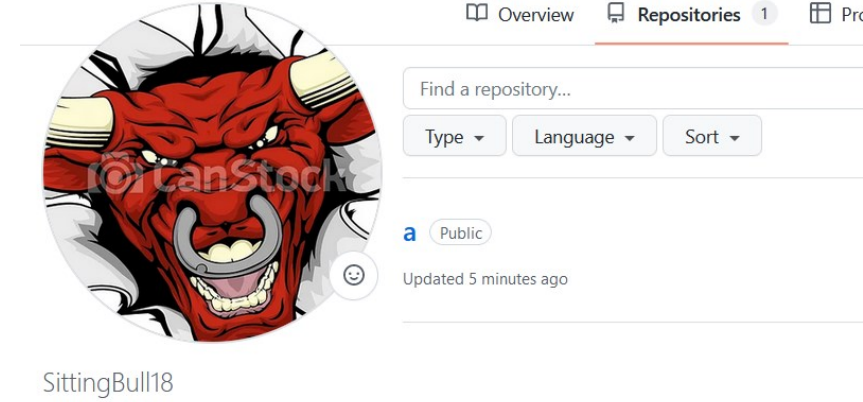 Overview
Repositories 1
Pro
Find a repository...
Type
Language
Sort
CanStock
a
Public
Updated 5 minutes ago
SittingBull18